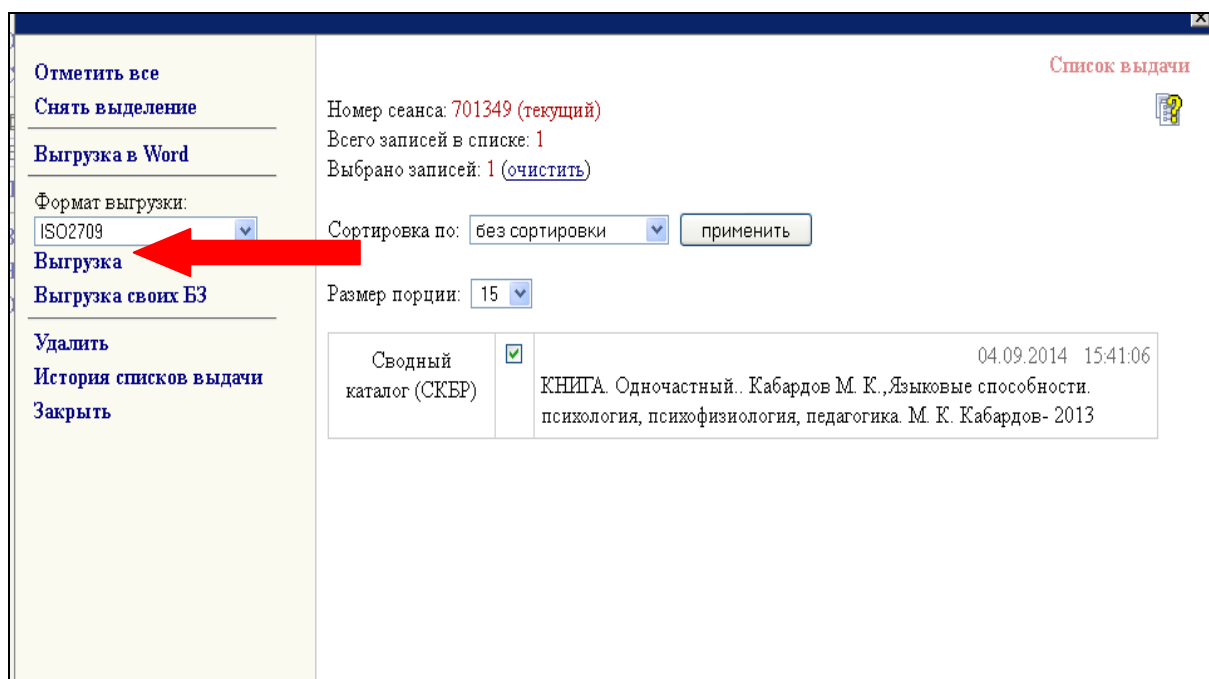 Отметить все
Снять выделение
Выгрузка в Word
Формат выгрузки:
ISO2709
Выгрузка
Выгрузка своих БЗ
Удалить
История списков выдачи
Закрыть
Список выдачи
Номер сеанса: 701349 (текущий)
Всего записей в списке: 1
Выбрано записей: 1 (очистить)
Сортировка по: без сортировки применить
Размер порции: 15
Сводный
каталог (СКБР)
04.09.2014 15:41:06
КНИГА. Одночастный.. Кабардов М. К.,Языковые способности.
психология, психофизиология, педагогика. М. К. Кабардов- 2013